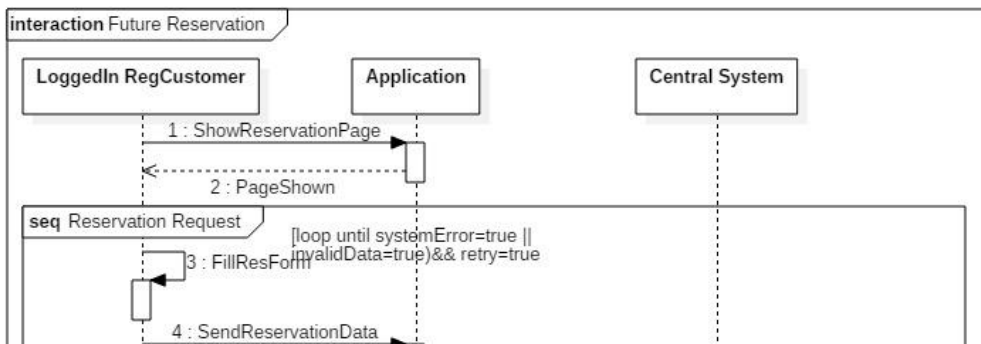 interaction Future Reservation
LoggedIn RegCustomer
Application
Central System
1 : ShowReservationPage
2 : PageShown
seq Reservation Request
[loop until systemError=true ||
invalidData=true)&& retry=true
3 : FillResForm
4 : SendReservationData